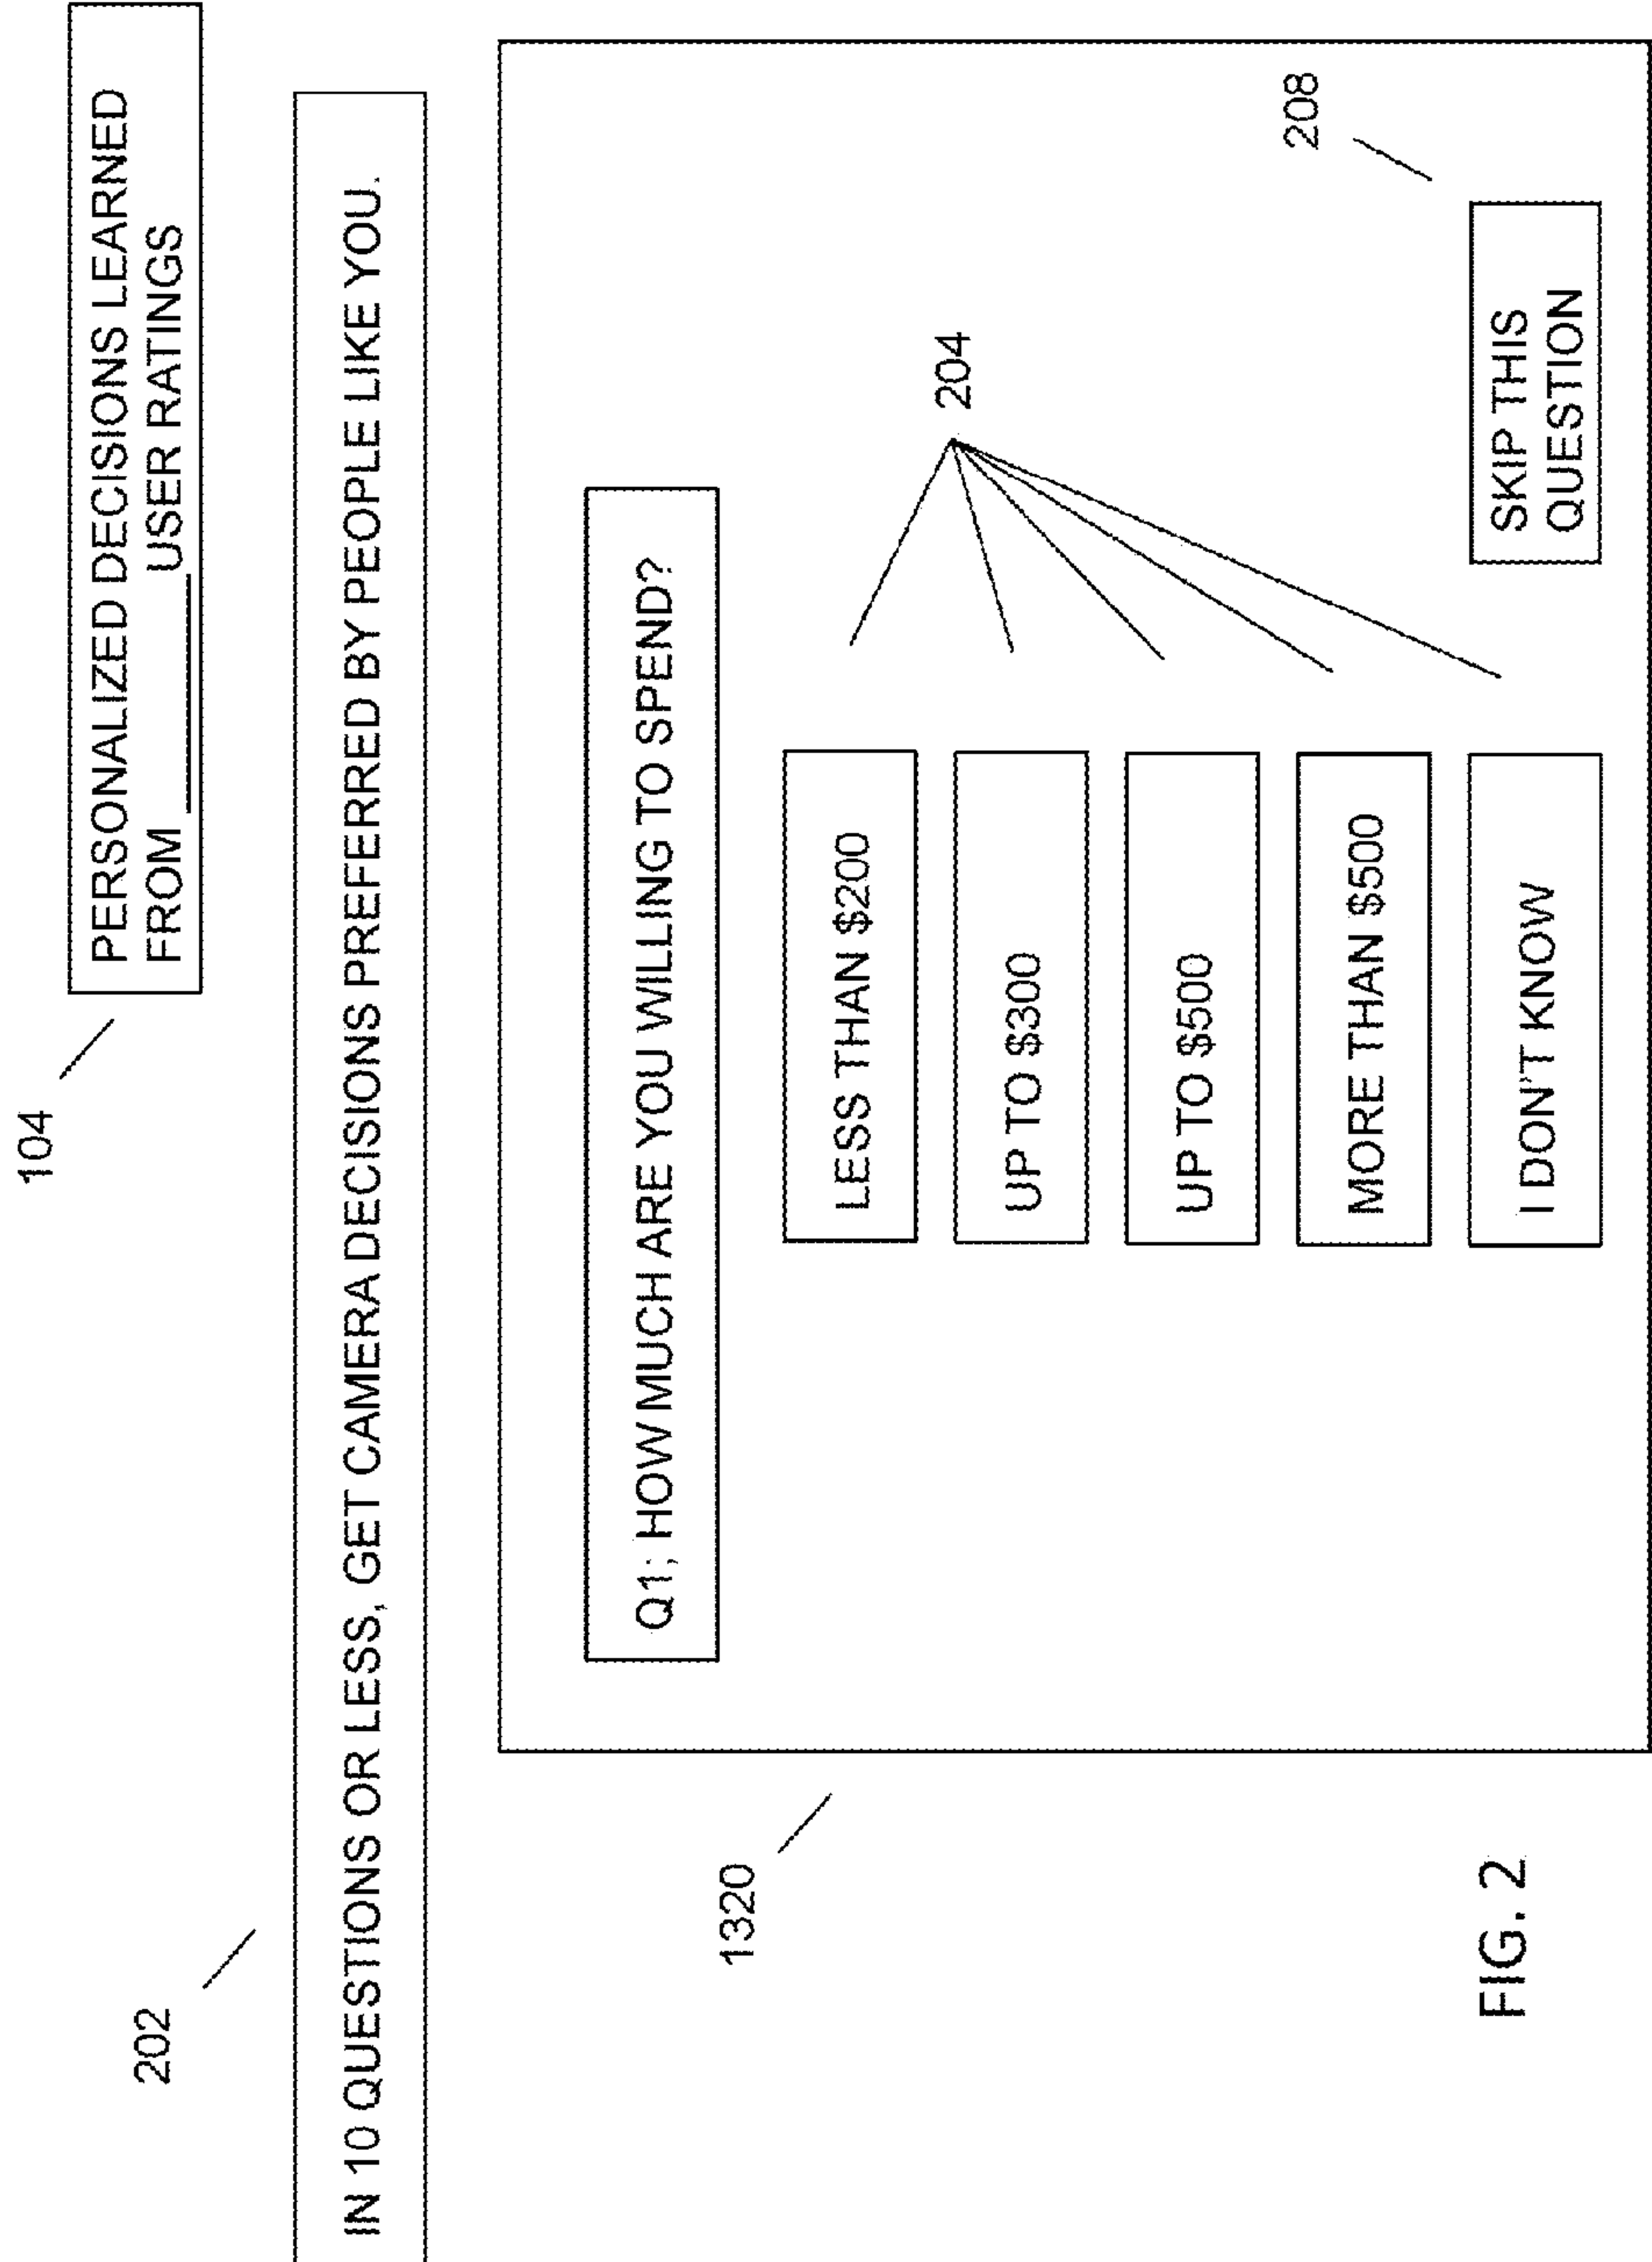 104
PERSONALIZED DECISIONS LEARNED
FROM __________ USER RATINGS
202
IN 10 QUESTIONS OR LESS, GET CAMERA DECISIONS PREFERRED BY PEOPLE LIKE YOU.
1320
Q1; HOW MUCH ARE YOU WILLING TO SPEND?
LESS THAN $200
204
UP TO $300
UP TO $500
MORE THAN $500
208
I DON'T KNOW
SKIP THIS
QUESTION
FIG. 2